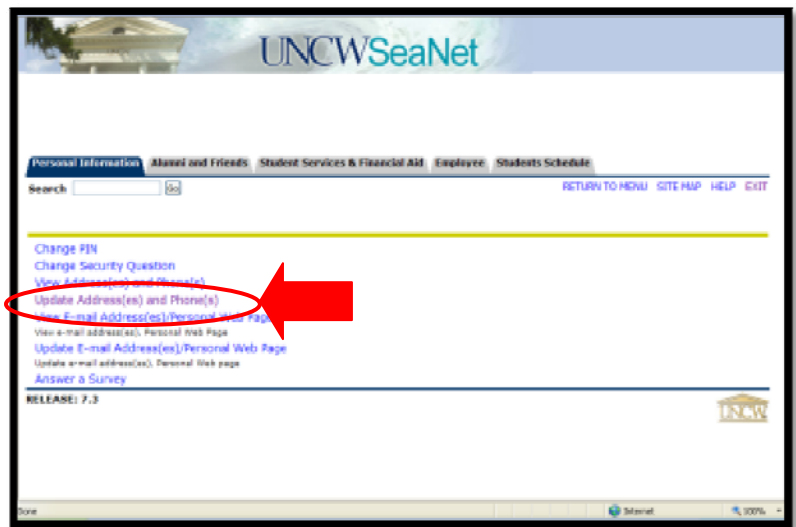 UNCWSeaNet
Personal Information Alumni and Friends Student Services & Financial Aid Employee Students Schedule
Search Go RETURN TO MENU SITE MAP HELP EXIT
Change PIN
Change Security Question
View Address(es) and Phone(s)
Update Address(es) and Phone(s)
View E-mail Address(es)/Personal Web Page
View e-mail address(es), Personal Web Page
Update E-mail Address(es)/Personal Web Page
Update e-mail address(es), Personal Web page
Answer a Survey
RELEASE: 7.3
UNCW
Done Internet 100%